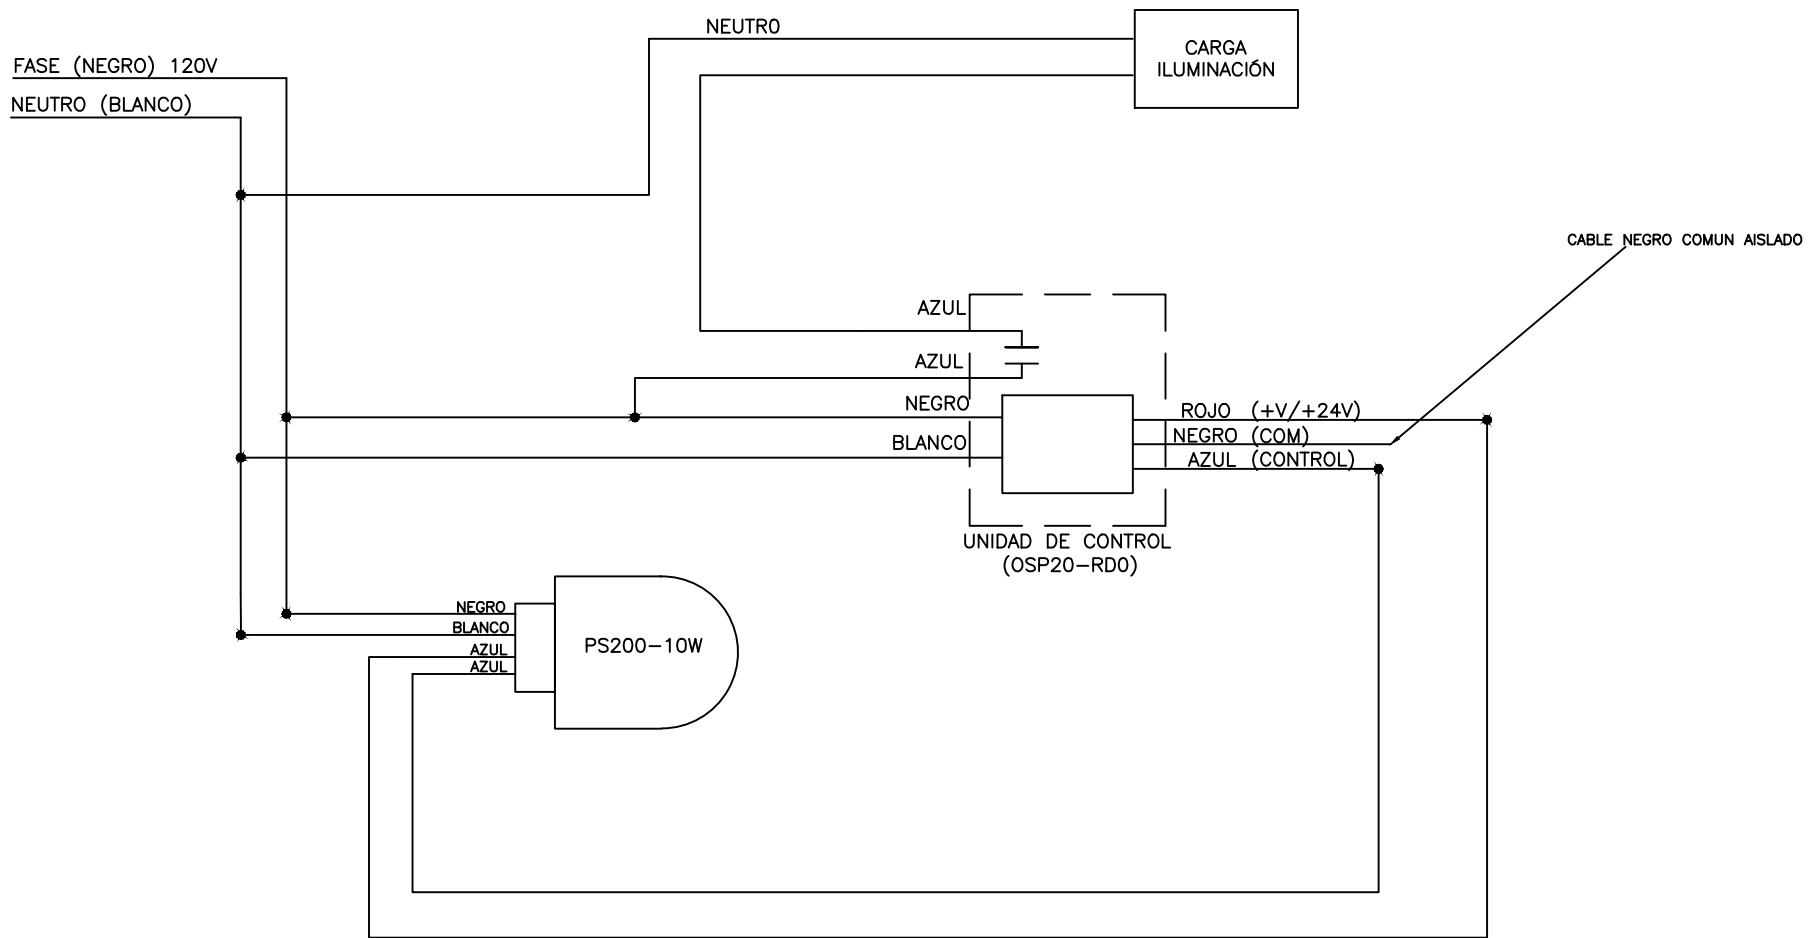 NEUTRO
CARGA
ILUMINACIÓN
FASE (NEGRO) 120V
NEUTRO (BLANCO)
CABLE NEGRO COMUN AISLADO
AZUL
AZUL
NEGRO
BLANCO
ROJO (+V/+24V)
NEGRO (COM)
AZUL (CONTROL)
UNIDAD DE CONTROL
(OSP20-RD0)
NEGRO
BLANCO
AZUL
AZUL
PS200-10W